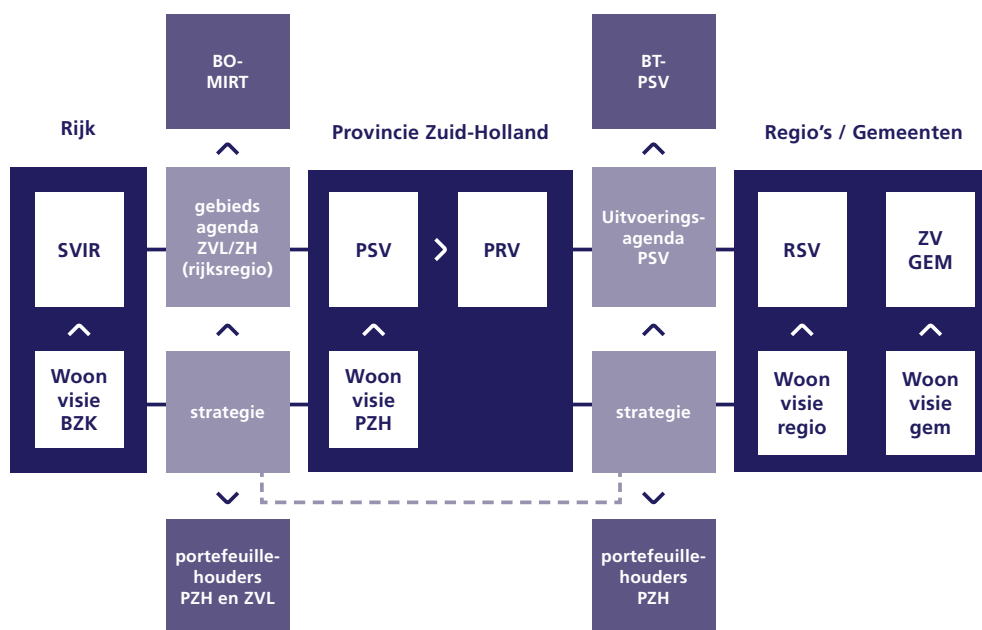 BO-
MIRT
BT-
PSV
Rijk
Provincie Zuid-Holland
Regio's / Gemeenten
SVIR
gebieds
agenda
ZVL/ZH
(rijksregio)
PSV
PRV
Uitvoerings-
agenda
PSV
RSV
ZV
GEM
Woon
visie
BZK
strategie
Woon
visie
PZH
strategie
Woon
visie
regio
Woon
visie
gem
portefeuille-
houders
PZH en ZVL
portefeuille-
houders
PZH